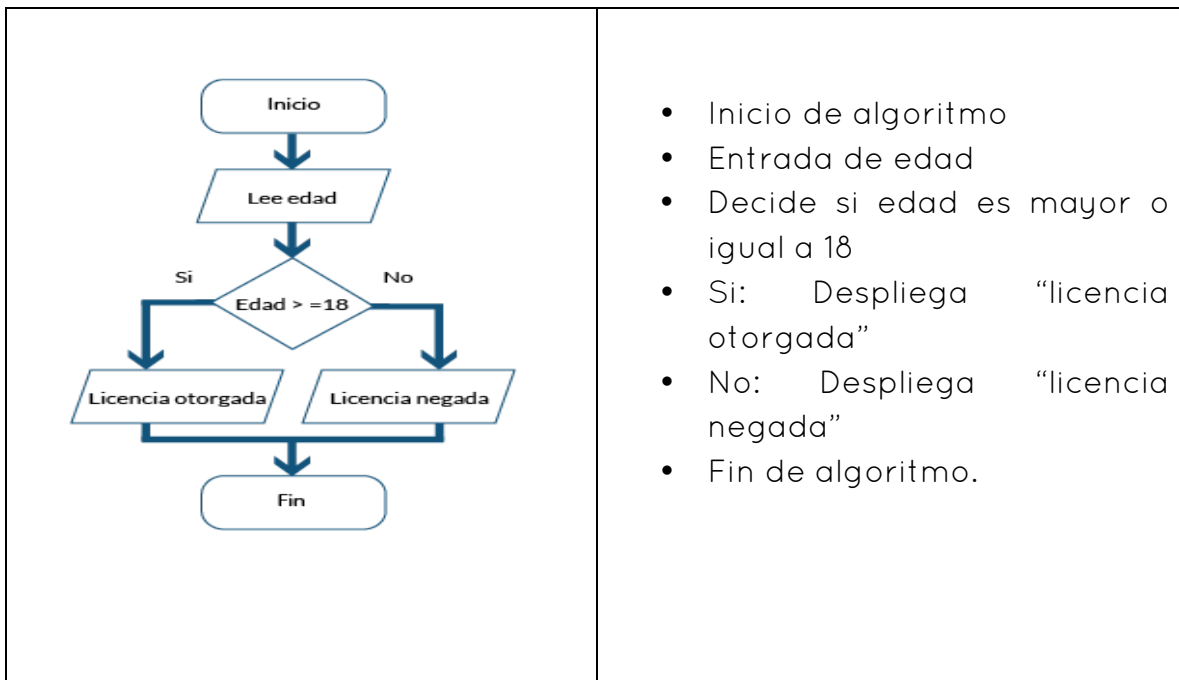 Inicio
Lee edad
Si
No
Edad > =18
Licencia otorgada
Licencia negada
Fin
• Inicio de algoritmo
• Entrada de edad
• Decide si edad es mayor o
igual a 18
• Si: Despliega “licencia
otorgada”
• No: Despliega “licencia
negada”
• Fin de algoritmo.